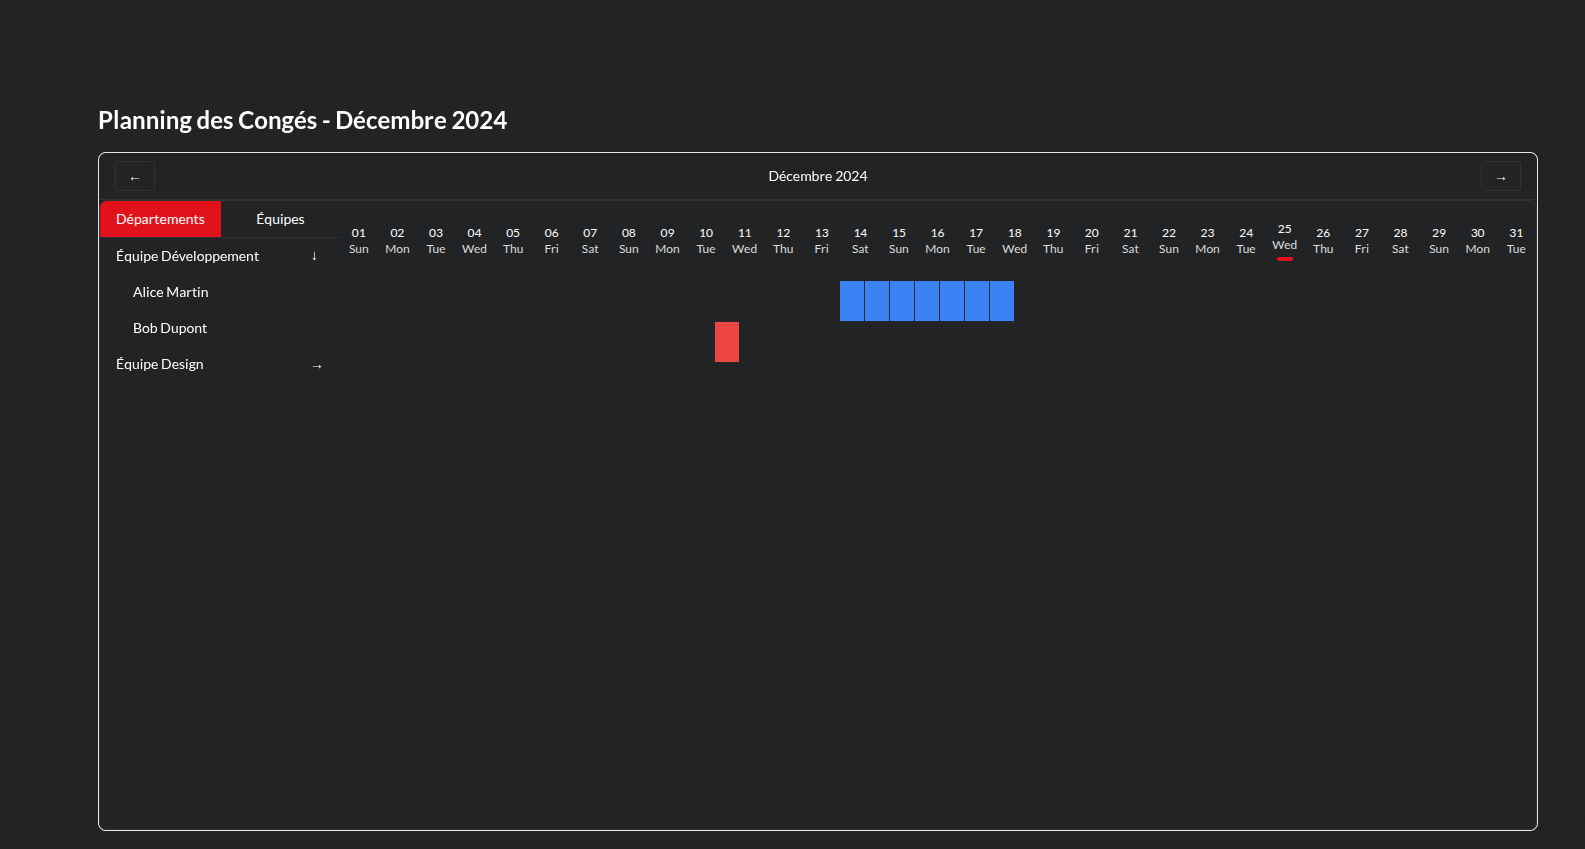 Planning des Congés - Décembre 2024
← Décembre 2024 →
Départements Équipes
01 02 03 04 05 06 07 08 09 10 11 12 13 14 15 16 17 18 19 20 21 22 23 24 25 26 27 28 29 30 31
Sun Mon Tue Wed Thu Fri Sat Sun Mon Tue Wed Thu Fri Sat Sun Mon Tue Wed Thu Fri Sat Sun Mon Tue Wed Thu Fri Sat Sun Mon Tue
Équipe Développement ↓
Alice Martin
Bob Dupont
Équipe Design →